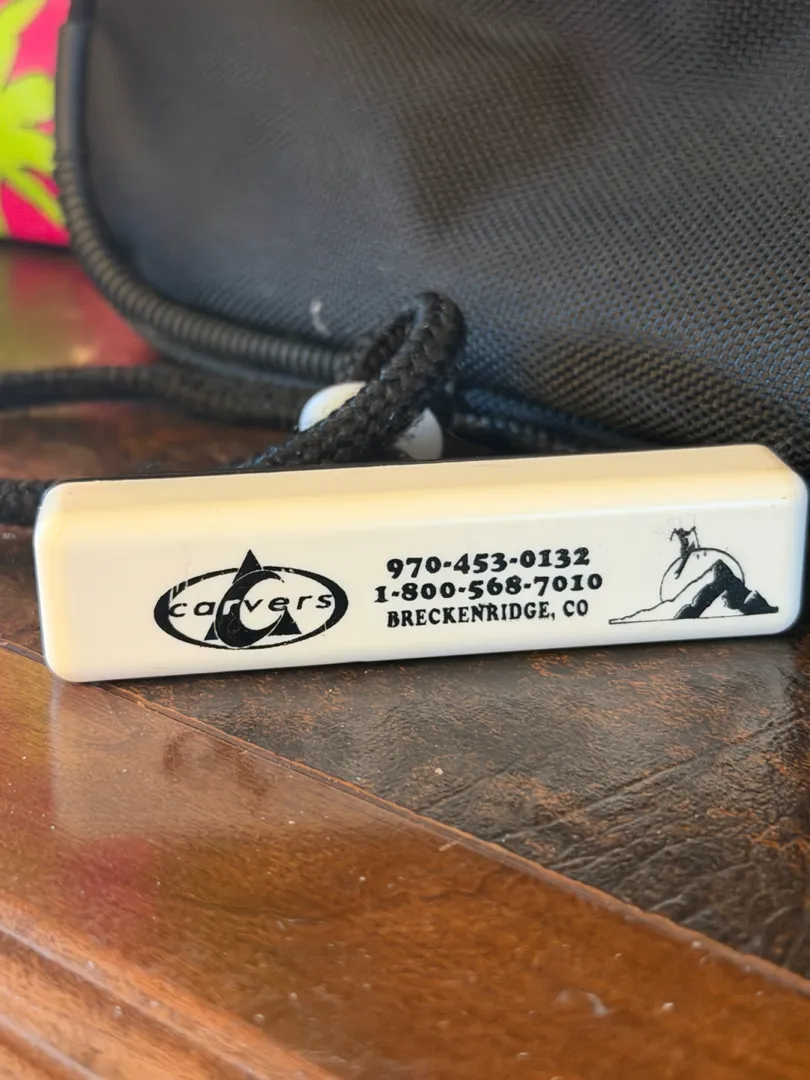 carvers
970-453-0132
1-800-568-7010
BRECKENRIDGE, CO